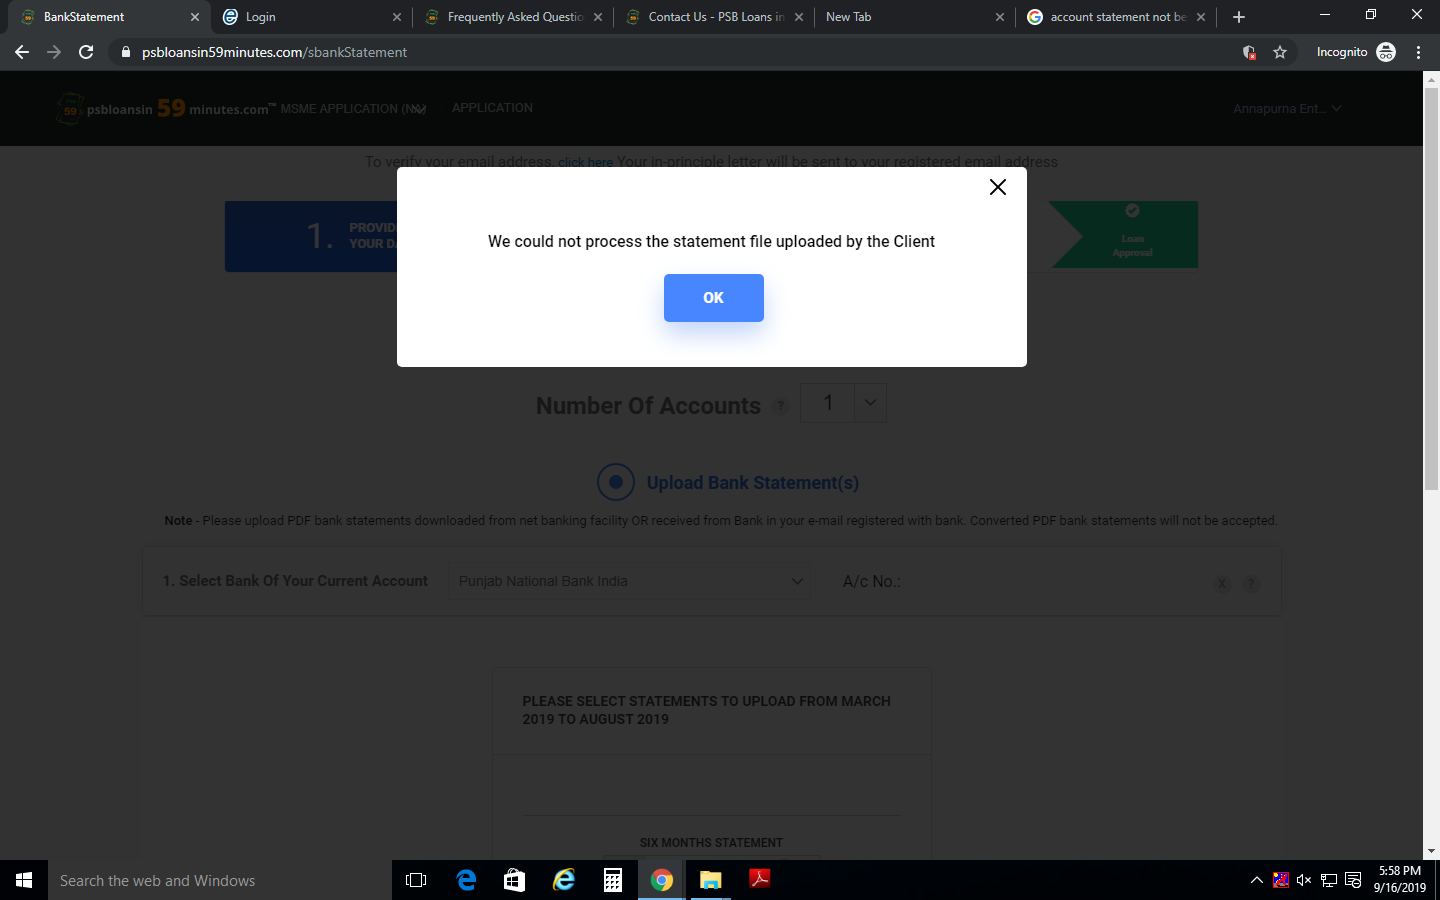 BankStatement
Login
Frequently Asked Questio
Contact Us - PSB Loans in
New Tab
account statement not be
psbloansin59minutes.com/sbankStatement
Incognito
psbloansin 59 minutes.com™
MSME APPLICATION
APPLICATION
Annapurna Ent...
To verify your email address, click here Your in-principle letter will be sent to your registered email address
We could not process the statement file uploaded by the Client
OK
1.
PROVID
YOUR DA
Loan
Approval
Number Of Accounts ? 1
Upload Bank Statement(s)
Note - Please upload PDF bank statements downloaded from net banking facility OR received from Bank in your e-mail registered with bank. Converted PDF bank statements will not be accepted.
1. Select Bank Of Your Current Account
Punjab National Bank India
A/c No.:
X ?
PLEASE SELECT STATEMENTS TO UPLOAD FROM MARCH
2019 TO AUGUST 2019
SIX MONTHS STATEMENT
Search the web and Windows
5:58 PM
9/16/2019